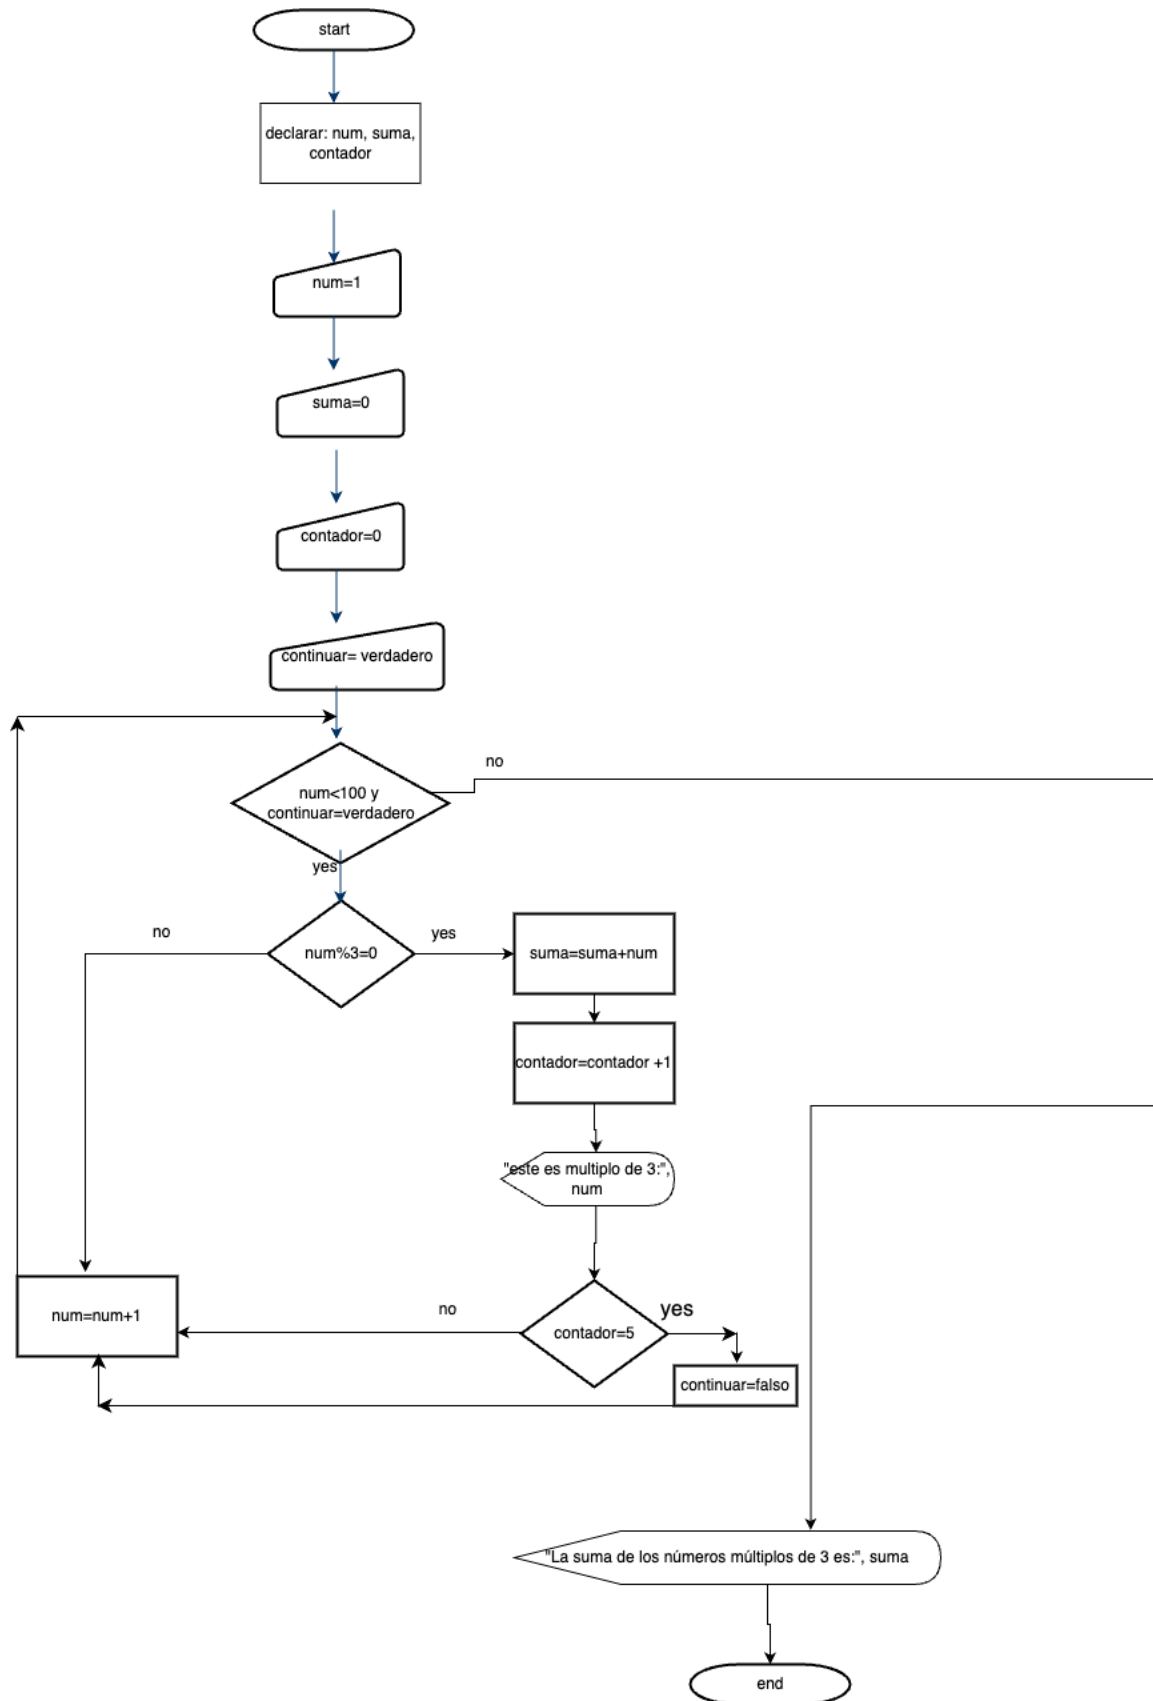 start
declarar: num, suma,
contador
num=1
suma=0
contador=0
continuar= verdadero
no
num<100 y
continuar=verdadero
yes
no
yes
num%3=0
suma=suma+num
contador=contador +1
"este es multiplo de 3:",
num
num=num+1
no
contador=5
yes
continuar=falso
"La suma de los números múltiplos de 3 es:", suma
end